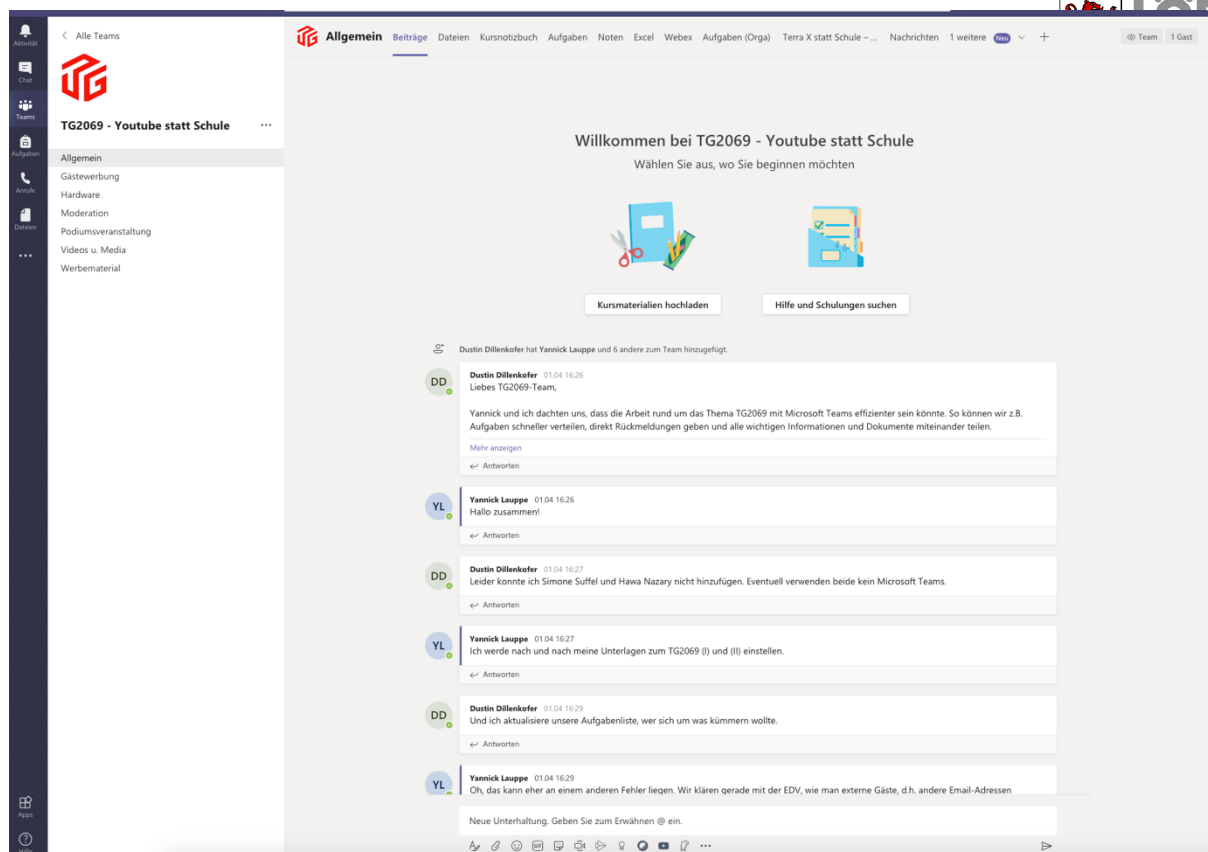 Aktivität
Chat
Teams
Aufgaben
Anrufe
Dateien
Apps
Hilfe
Alle Teams
TG2069 - Youtube statt Schule
Allgemein
Gästewerbung
Hardware
Moderation
Podiumsveranstaltung
Videos u. Media
Werbematerial
Allgemein Beiträge Dateien Kursnotizbuch Aufgaben Noten Excel Webex Aufgaben (Orga) Terra X statt Schule – ... Nachrichten 1 weitere Neu
Team 1 Gast
Willkommen bei TG2069 - Youtube statt Schule
Wählen Sie aus, wo Sie beginnen möchten
Kursmaterialien hochladen Hilfe und Schulungen suchen
Dustin Dillenkofer hat Yannick Lauppe und 6 andere zum Team hinzugefügt.
DD
Dustin Dillenkofer 01.04 16:26
Liebes TG2069-Team,
Yannick und ich dachten uns, dass die Arbeit rund um das Thema TG2069 mit Microsoft Teams effizienter sein könnte. So können wir z.B.
Aufgaben schneller verteilen, direkt Rückmeldungen geben und alle wichtigen Informationen und Dokumente miteinander teilen.
Mehr anzeigen
Antworten
YL
Yannick Lauppe 01.04 16:26
Hallo zusammen!
Antworten
DD
Dustin Dillenkofer 01.04 16:27
Leider konnte ich Simone Suffel und Hawa Nazary nicht hinzufügen. Eventuell verwenden beide kein Microsoft Teams.
Antworten
YL
Yannick Lauppe 01.04 16:27
Ich werde nach und nach meine Unterlagen zum TG2069 (I) und (II) einstellen.
Antworten
DD
Dustin Dillenkofer 01.04 16:29
Und ich aktualisiere unsere Aufgabenliste, wer sich um was kümmern wollte.
Antworten
YL
Yannick Lauppe 01.04 16:29
Oh, das kann eher an einem anderen Fehler liegen. Wir klären gerade mit der EDV, wie man externe Gäste, d.h. andere Email-Adressen
Neue Unterhaltung. Geben Sie zum Erwähnen @ ein.
GIF